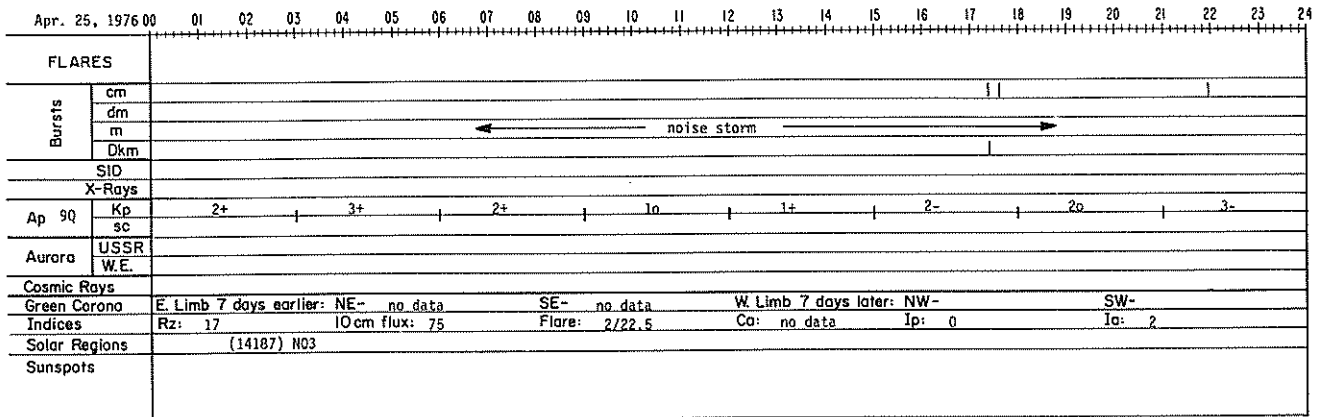 Apr. 25, 1976 00 01 02 03 04 05 06 07 08 09 10 11 12 13 14 15 16 17 18 19 20 21 22 23 24
FLARES
Bursts
cm
dm
m noise storm
Dkm
SID
X-Rays
Ap 9Q Kp 2+ 3+ 2+ 1o 1+ 2- 2o 3-
sc
Aurora USSR
W.E.
Cosmic Rays
Green Corona E. Limb 7 days earlier: NE- no data SE- no data W. Limb 7 days later: NW- SW-
Indices Rz: 17 10cm flux: 75 Flare: 2/22.5 Ca: no data Ip: 0 Ia: 2
Solar Regions (14187) N03
Sunspots